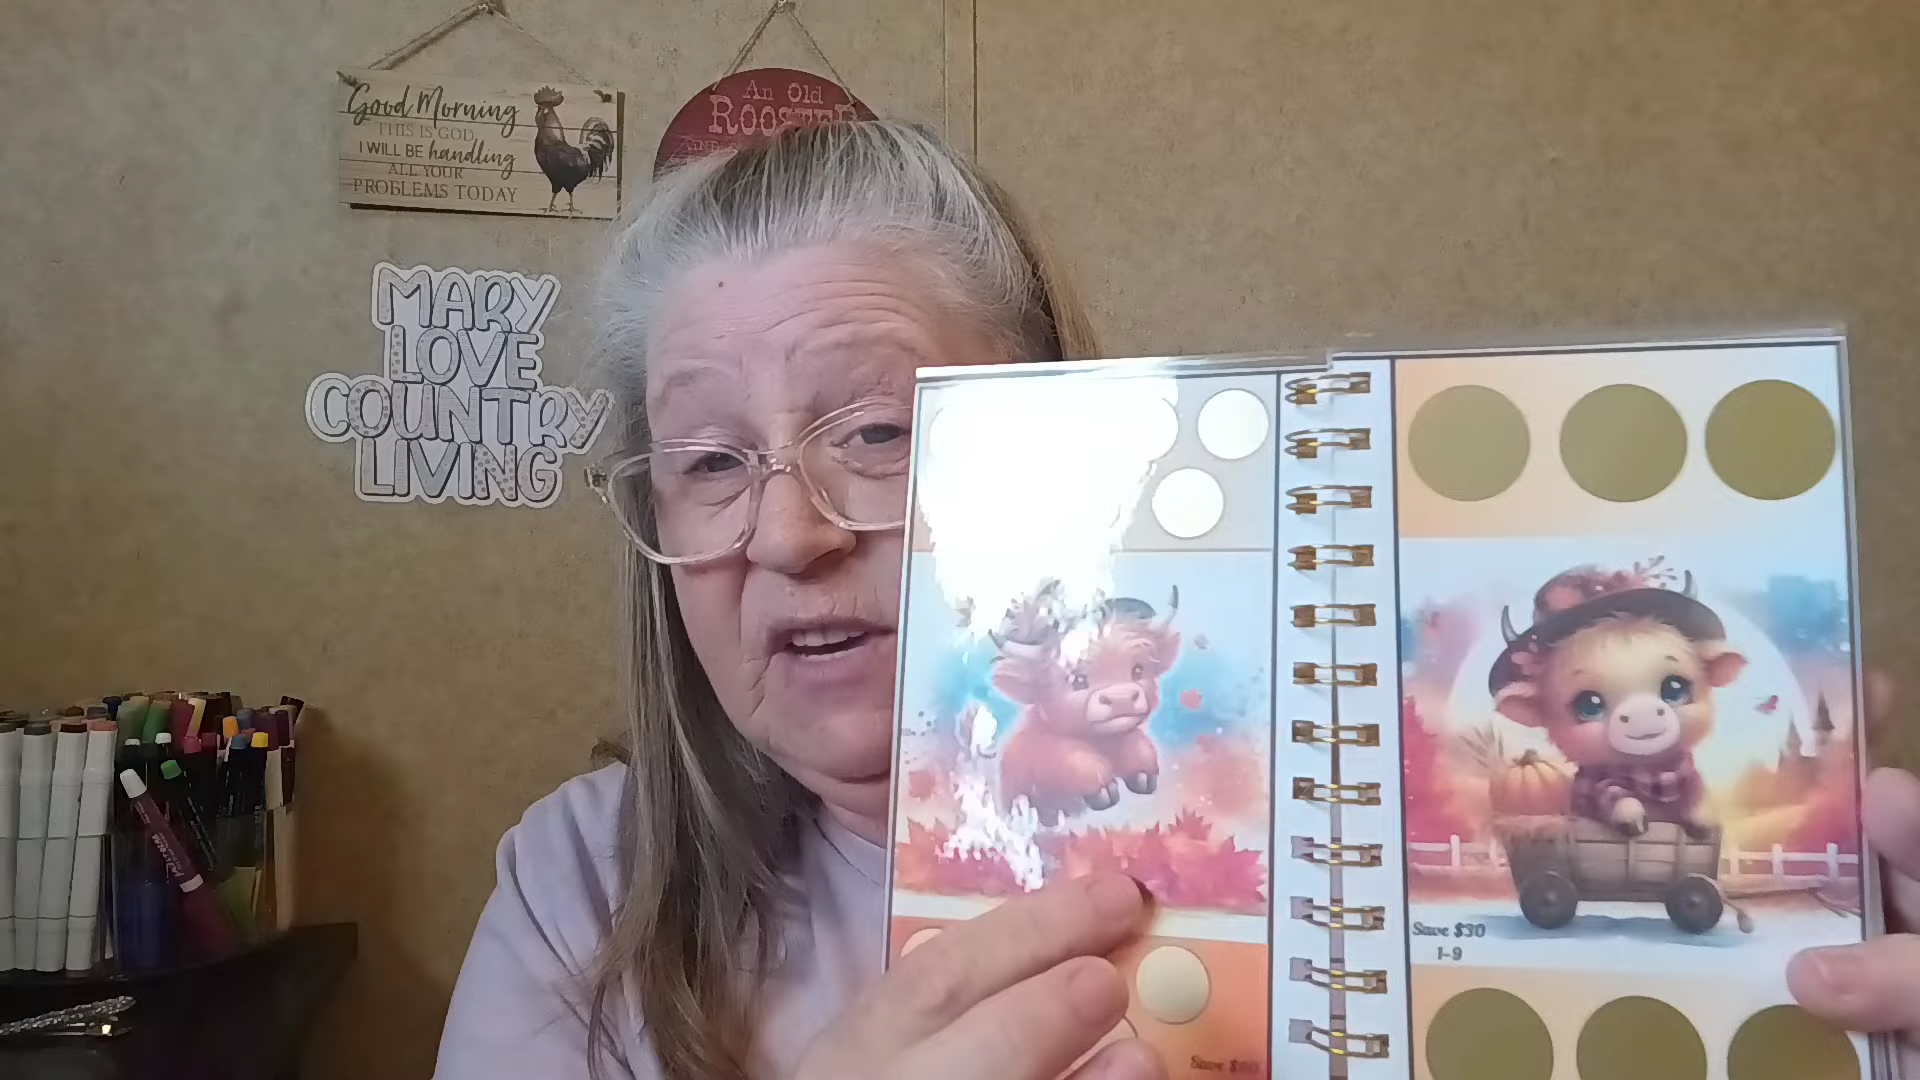 Good Morning
THIS IS GOD,
I WILL BE handling
ALL YOUR
PROBLEMS TODAY
An Old
ROOSTER
MARY
LOVE
COUNTRY
LIVING
Save $30
1-9
Save